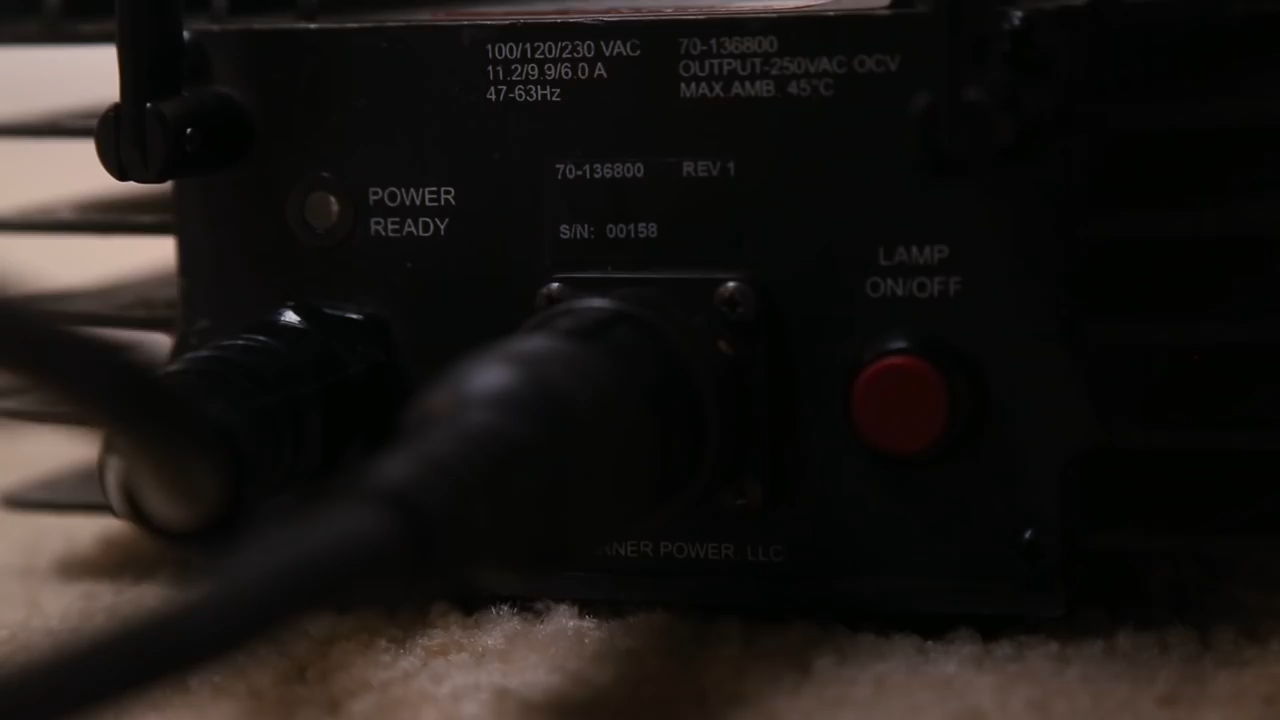 100/120/230 VAC
11.2/9.9/6.0 A
47-63Hz
70-136800
OUTPUT-250VAC OCV
MAX AMB. 45°C
70-136800 REV 1
S/N: 00158
POWER
READY
LAMP
ON/OFF
POWER, LLC